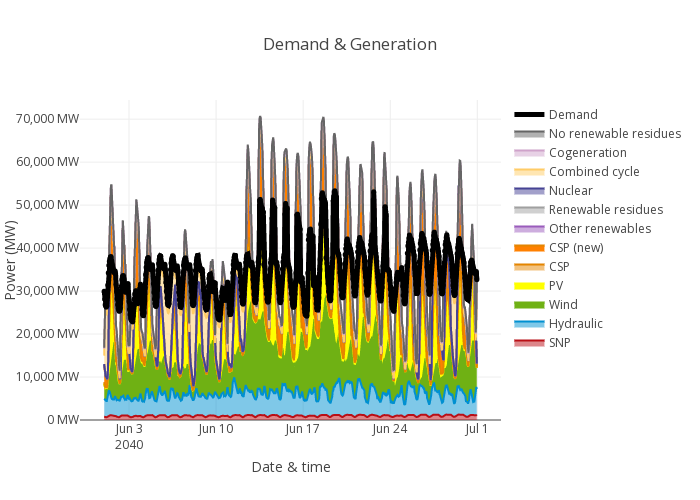 Demand & Generation
70,000 MW
60,000 MW
50,000 MW
40,000 MW
30,000 MW
20,000 MW
10,000 MW
0 MW
Power (MW)
Jun 3
2040
Jun 10
Jun 17
Jun 24
Jul 1
Date & time
Demand
No renewable residues
Cogeneration
Combined cycle
Nuclear
Renewable residues
Other renewables
CSP (new)
CSP
PV
Wind
Hydraulic
SNP